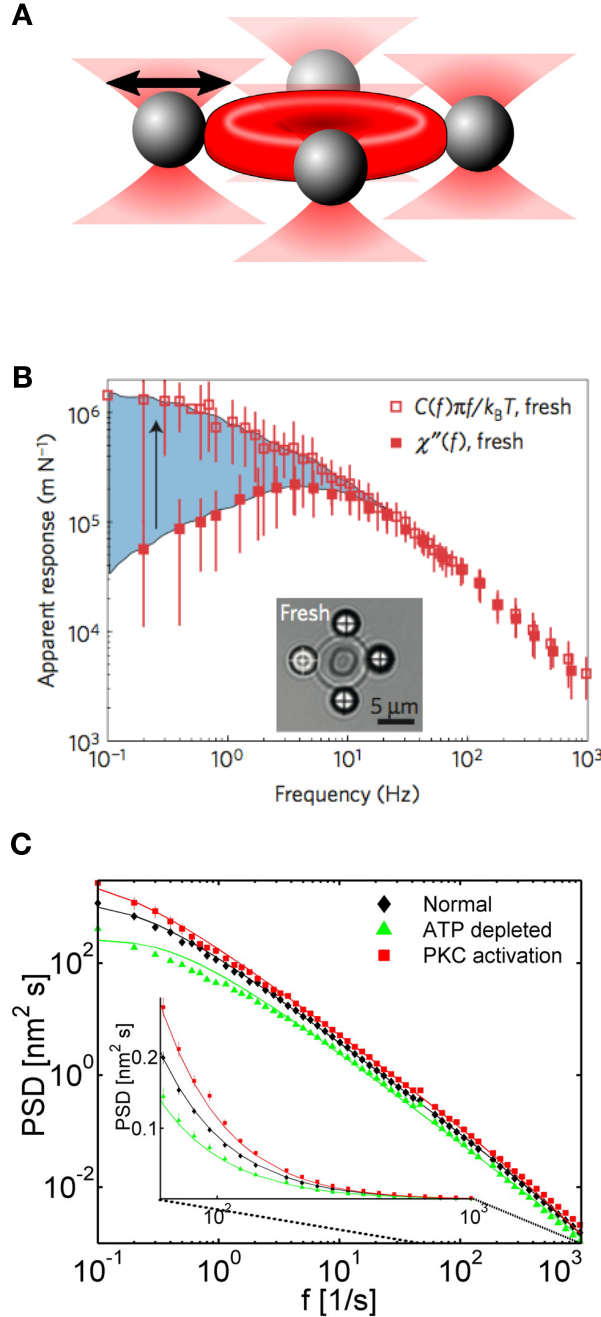 A
B
Apparent response (m N⁻¹)
10⁶
10⁵
10⁴
10³
C(f)πf/k_BT, fresh
χ″(f), fresh
Fresh
5 μm
10⁻¹ 10⁰ 10¹ 10² 10³
Frequency (Hz)
C
PSD [nm² s]
10²
10⁰
10⁻²
Normal
ATP depleted
PKC activation
PSD [nm² s]
0.2
0.1
10² 10³
10⁻¹ 10⁰ 10¹ 10² 10³
f [1/s]